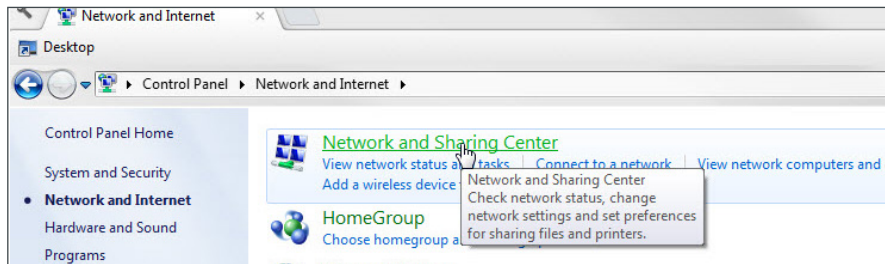 Network and Internet
Desktop
Control Panel Network and Internet
Control Panel Home
System and Security
Network and Internet
Hardware and Sound
Programs
Network and Sharing Center
View network status and tasks Connect to a network View network computers and
Add a wireless device
Network and Sharing Center
Check network status, change
network settings and set preferences
for sharing files and printers.
HomeGroup
Choose homegroup